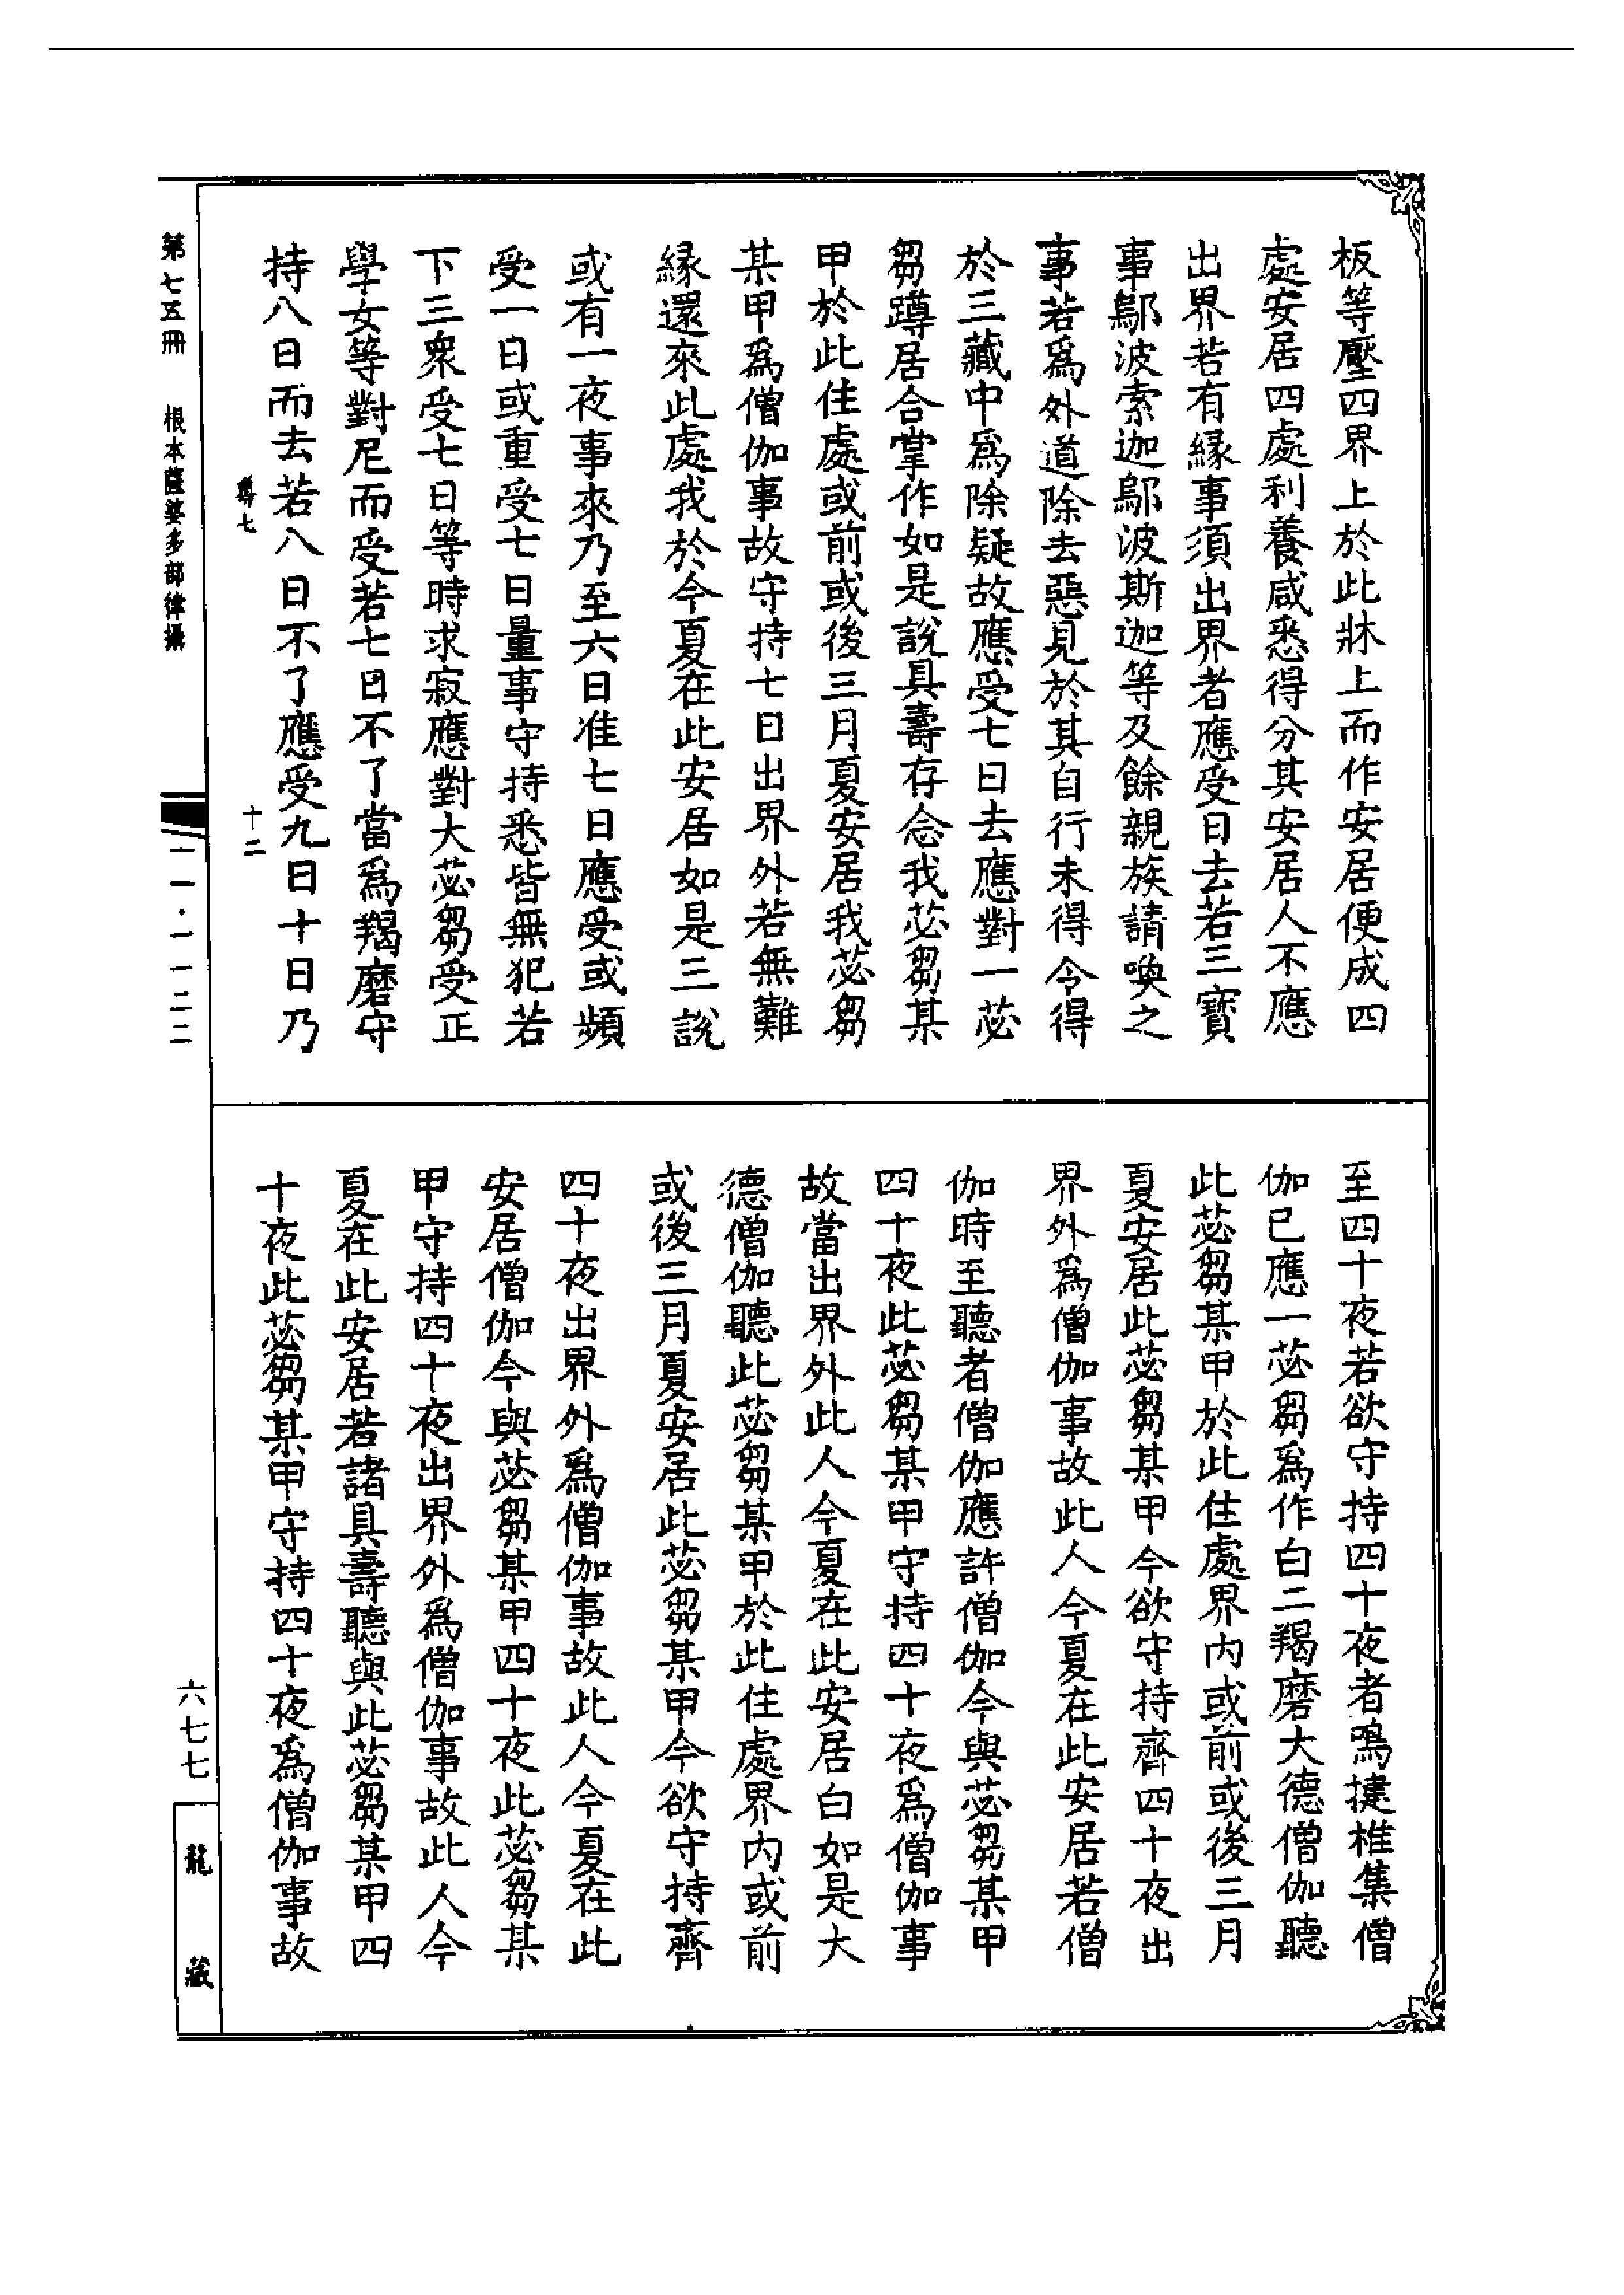 板等壓四界上於此牀上而作安居便成四
處安居四處利養咸悉得分其安居人不應
出界若有縁事須出界者應受日去若三寳
事鄔波索迦鄔波斯迦等及餘親族請喚之
事若爲外道除去惡見於其自行未得令得
於三藏中爲除疑故應受七日去應對一苾
芻蹲居合掌作如是說具壽存念我苾芻某
甲於此住處或前或後三月夏安居我苾芻
某甲爲僧伽事故守持七日出界外若無難
縁還來此處我於今夏在此安居如是三說
或有一夜事來乃至六日准七日應受或頻
受一日或重受七日量事守持悉皆無犯若
下三衆受七日等時求寂應對大苾芻受正
學女等對尼而受若七日不了當爲羯磨守
持八日而去若八日不了應受九日十日乃
至四十夜若欲守持四十夜者鳴揵椎集僧
伽已應一苾芻爲作白二羯磨大德僧伽聽
此苾芻某甲於此住處界内或前或後三月
夏安居此苾芻某甲今欲守持齊四十夜出
界外爲僧伽事故此人今夏在此安居若僧
伽時至聽者僧伽應許僧伽今與苾芻某甲
四十夜此苾芻某甲守持四十夜爲僧伽事
故當出界外此人今夏在此安居白如是大
德僧伽聽此苾芻某甲於此住處界内或前
或後三月夏安居此苾芻某甲今欲守持齊
四十夜出界外爲僧伽事故此人今夏在此
安居僧伽今與苾芻某甲四十夜此苾芻某
甲守持四十夜出界外爲僧伽事故此人今
夏在此安居若諸具壽聽與此苾芻某甲四
十夜此苾芻某甲守持四十夜爲僧伽事故
尊七 十二
第七五冊 根本薩婆多部律攝
一一·一一二二
六七七
龍藏